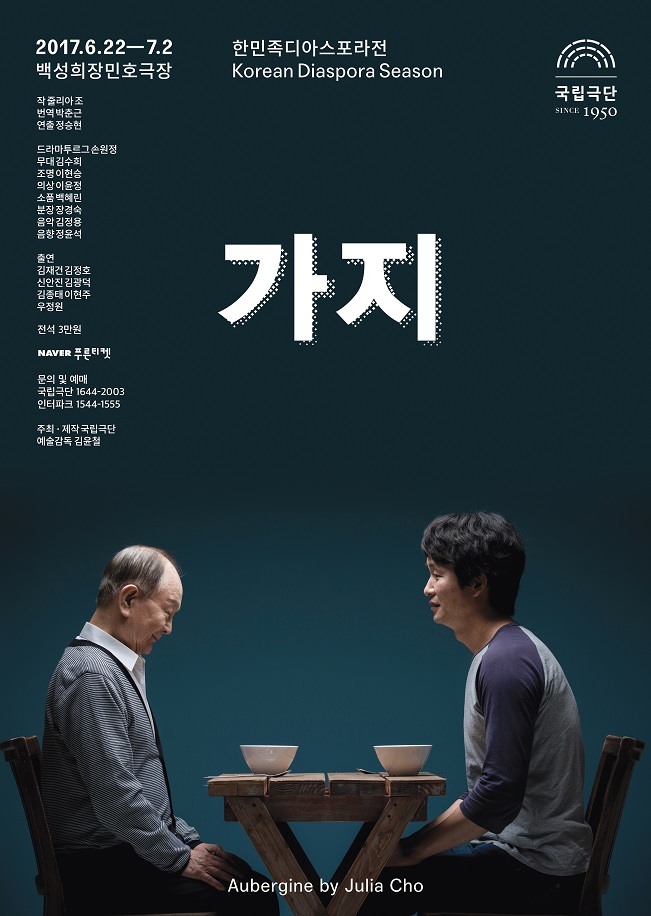 2017.6.22—7.2
백성희장민호극장
한민족디아스포라전
Korean Diaspora Season
국립극단
SINCE 1950
작 줄리아 조
번역 박춘근
연출 정승현
드라마투르그 손원정
무대 김수희
조명 이현승
의상 이윤정
소품 백혜린
분장 장경숙
음악 김정용
음향 정윤석
출연
김재건 김정호
신안진 김광덕
김종태 이현주
우정원
전석 3만원
NAVER 푸른티켓
문의 및 예매
국립극단 1644-2003
인터파크 1544-1555
주최·제작 국립극단
예술감독 김윤철
가지
Aubergine by Julia Cho